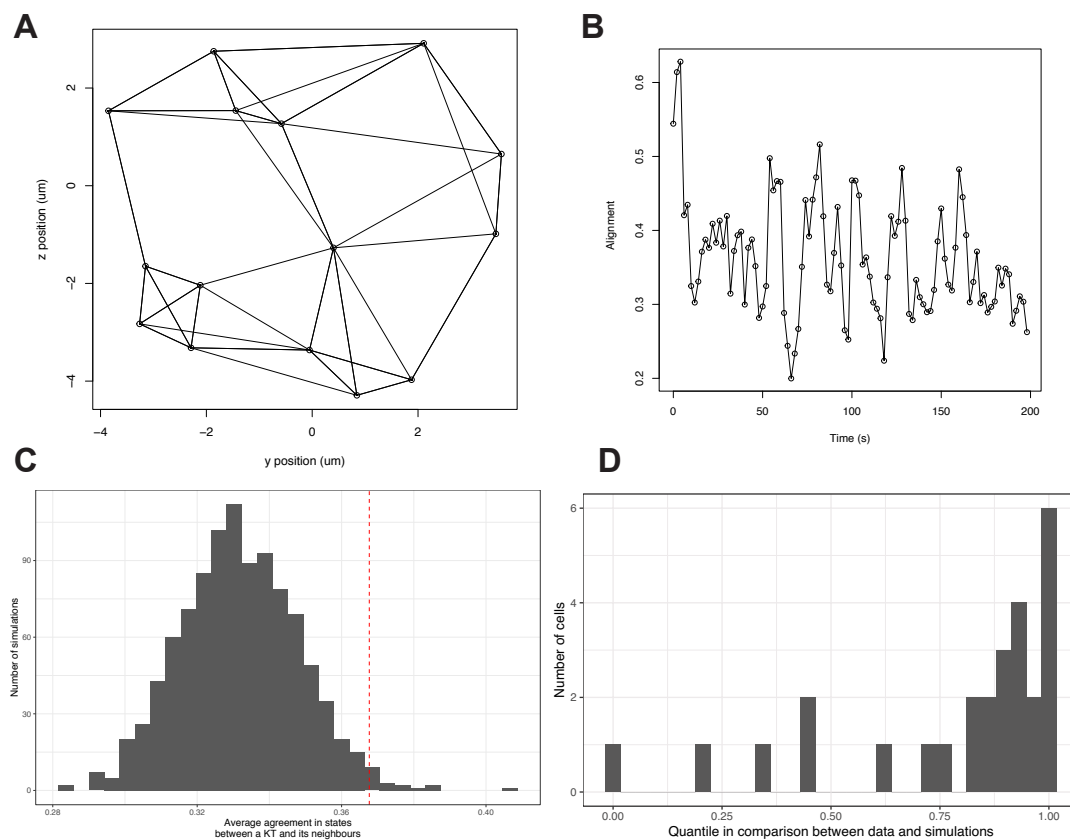 A
2
0
−2
−4
z position (um)
−4 −2 0 2
y position (um)
B
0.6
0.5
0.4
0.3
0.2
Alignment
0 50 100 150 200
Time (s)
C
90
60
30
0
Number of simulations
0.28 0.32 0.36 0.40
Average agreement in states
between a KT and its neighbours
D
6
4
2
0
Number of cells
0.00 0.25 0.50 0.75 1.00
Quantile in comparison between data and simulations